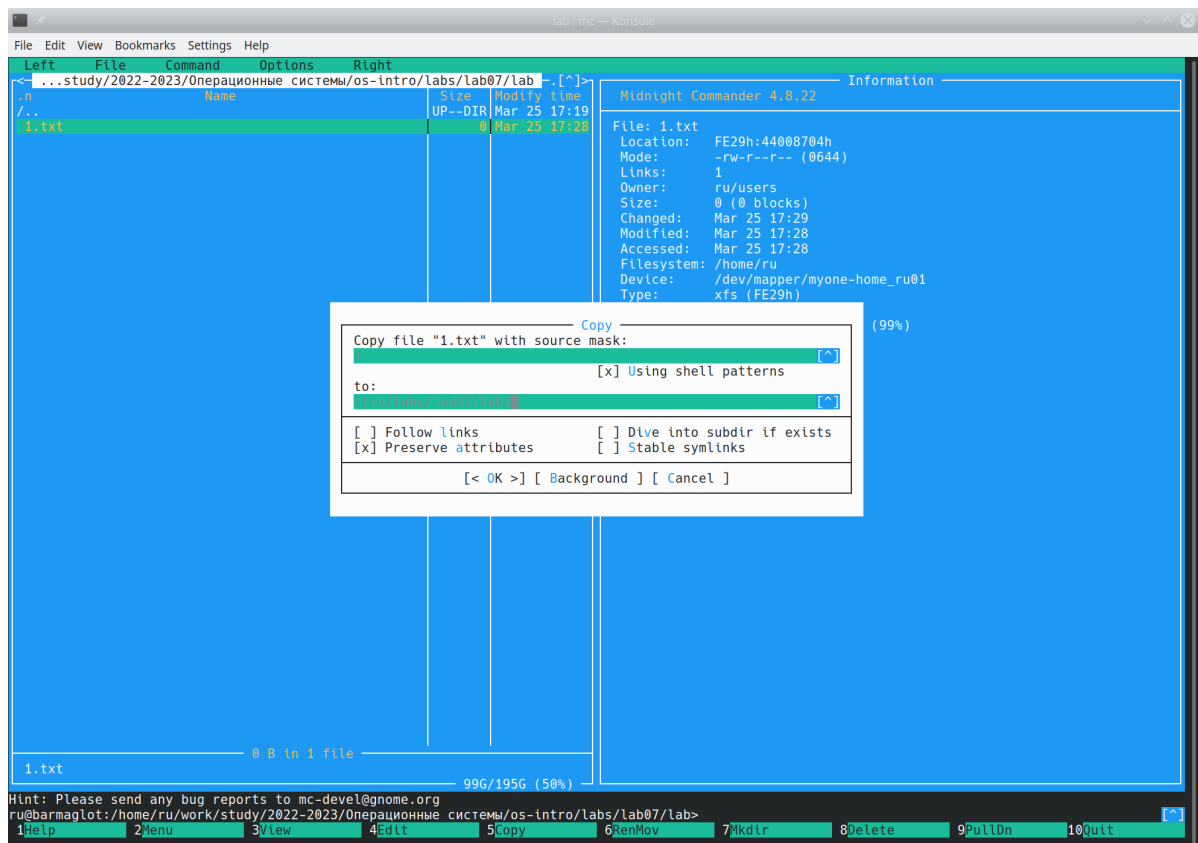 lab : mc — Konsole
File Edit View Bookmarks Settings Help
Left File Command Options Right
<─ ...study/2022-2023/Операционные системы/os-intro/labs/lab07/lab ─.[^]>
.n Name Size Modify time
/.. UP--DIR Mar 25 17:19
1.txt 0 Mar 25 17:28
0 B in 1 file
1.txt
99G/195G (50%)
Information
Midnight Commander 4.8.22
File: 1.txt
Location: FE29h:44008704h
Mode: -rw-r--r-- (0644)
Links: 1
Owner: ru/users
Size: 0 (0 blocks)
Changed: Mar 25 17:29
Modified: Mar 25 17:28
Accessed: Mar 25 17:28
Filesystem: /home/ru
Device: /dev/mapper/myone-home_ru01
Type: xfs (FE29h)
(99%)
Copy
Copy file "1.txt" with source mask:
[^]
[x] Using shell patterns
to:
[^]
[ ] Follow links [ ] Dive into subdir if exists
[x] Preserve attributes [ ] Stable symlinks
[< OK >] [ Background ] [ Cancel ]
Hint: Please send any bug reports to mc-devel@gnome.org
ru@barmaglot:/home/ru/work/study/2022-2023/Операционные системы/os-intro/labs/lab07/lab> [^]
1Help 2Menu 3View 4Edit 5Copy 6RenMov 7Mkdir 8Delete 9PullDn 10Quit